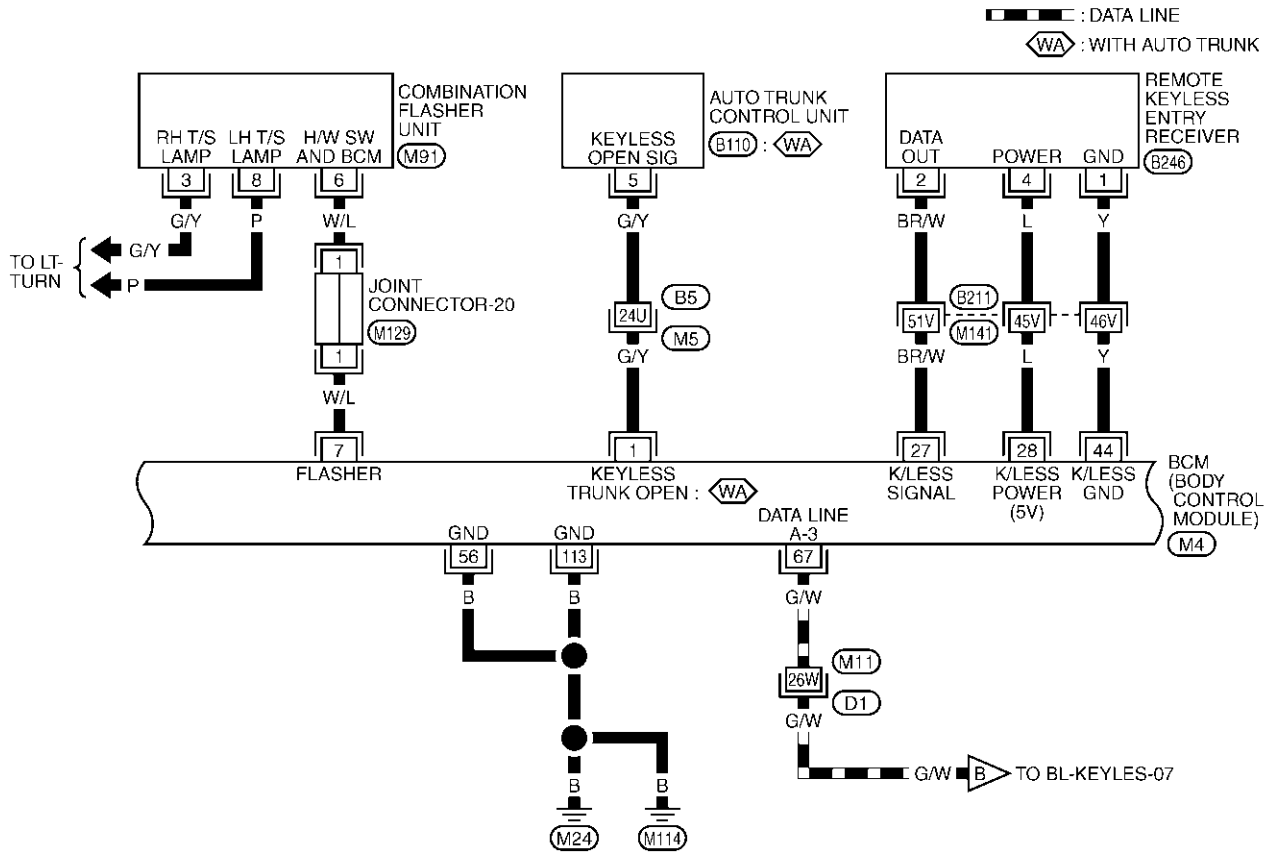 : DATA LINE
WA : WITH AUTO TRUNK
COMBINATION
FLASHER
UNIT
M91
RH T/S
LAMP
LH T/S
LAMP
H/W SW
AND BCM
3
8
6
G/Y
P
W/L
TO LT-
TURN
G/Y
P
1
JOINT
CONNECTOR-20
M129
1
W/L
7
FLASHER
AUTO TRUNK
CONTROL UNIT
B110 : WA
KEYLESS
OPEN SIG
5
G/Y
24U
B5
M5
G/Y
1
KEYLESS
TRUNK OPEN : WA
REMOTE
KEYLESS
ENTRY
RECEIVER
B246
DATA
OUT
POWER
GND
2
4
1
BR/W
L
Y
B211
M141
51V
45V
46V
BR/W
L
Y
27
28
44
K/LESS
SIGNAL
K/LESS
POWER
(5V)
K/LESS
GND
BCM
(BODY
CONTROL
MODULE)
M4
GND
GND
DATA LINE
A-3
56
113
67
B
B
G/W
26W
M11
D1
G/W
G/W
B
TO BL-KEYLES-07
B
B
M24
M114